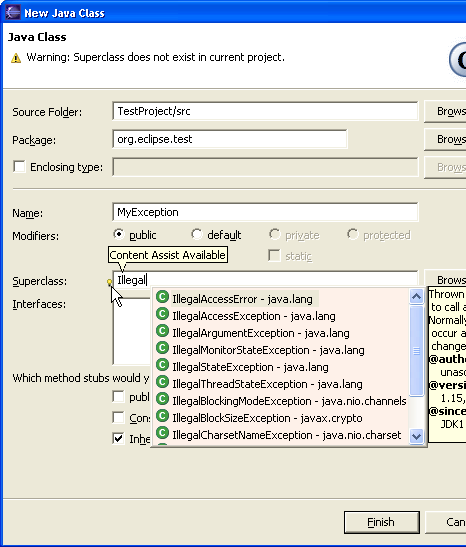 New Java Class
Java Class
Warning: Superclass does not exist in current project.
Source Folder: TestProject/src Brows
Package: org.eclipse.test Brows
Enclosing type: Brows
Name: MyException
Modifiers: public default private protected
Content Assist Available static
Superclass: Illegal Brows
Interfaces:
IllegalAccessError - java.lang
IllegalAccessException - java.lang
IllegalArgumentException - java.lang
IllegalMonitorStateException - java.lang
IllegalStateException - java.lang
IllegalThreadStateException - java.lang
IllegalBlockingModeException - java.nio.channels
IllegalBlockSizeException - javax.crypto
IllegalCharsetNameException - java.nio.charset
Thrown
to call a
Normally
occur a
change
@autho
unasc
@versio
1.15,
@since
JDK1
Which method stubs would y
publ
Cons
Inhe
Finish Can